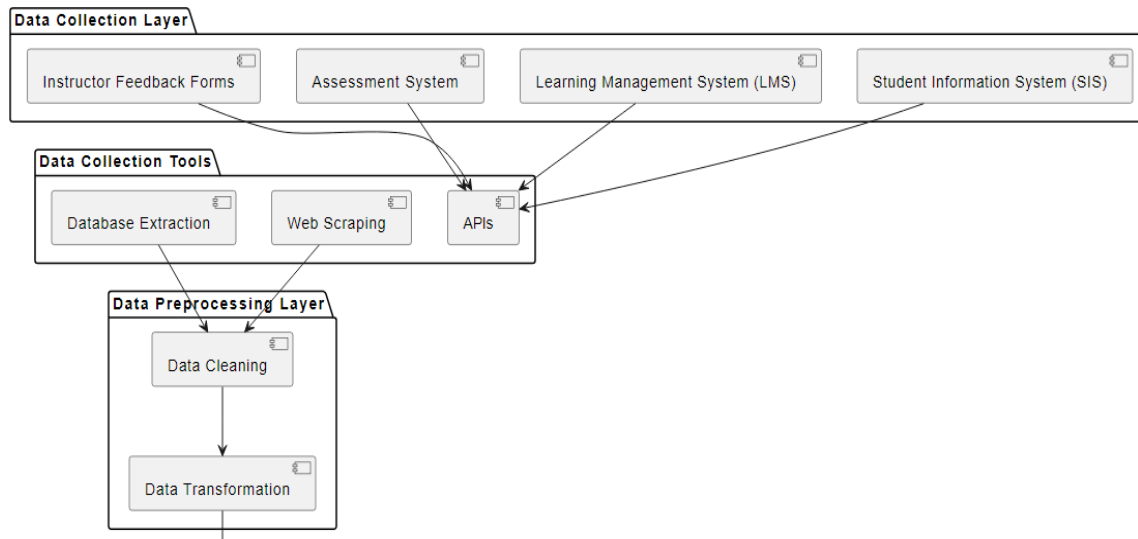 Data Collection Layer
Instructor Feedback Forms
Assessment System
Learning Management System (LMS)
Student Information System (SIS)
Data Collection Tools
Database Extraction
Web Scraping
APIs
Data Preprocessing Layer
Data Cleaning
Data Transformation